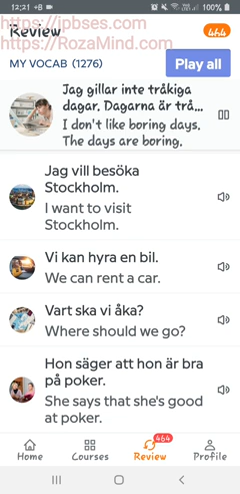 12:21
100%
https://jpbses.com
https://RozaMind.com
Review
464
MY VOCAB (1276)
Play all
Jag gillar inte tråkiga
dagar. Dagarna är trå...
I don't like boring days.
The days are boring.
Jag vill besöka
Stockholm.
I want to visit
Stockholm.
Vi kan hyra en bil.
We can rent a car.
Vart ska vi åka?
Where should we go?
Hon säger att hon är bra
på poker.
She says that she's good
at poker.
464
Home
Courses
Review
Profile